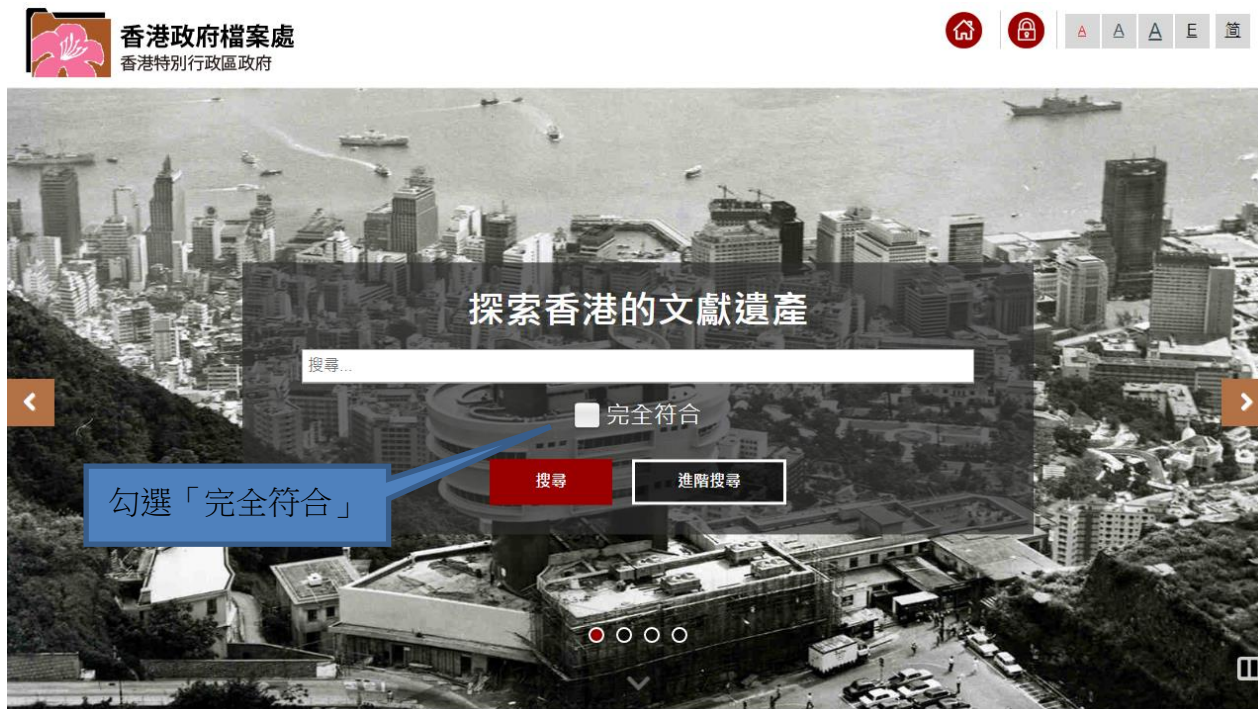 香港政府檔案處
香港特別行政區政府
A A A E 简
探索香港的文獻遺產
搜尋...
完全符合
搜尋 進階搜尋
勾選「完全符合」